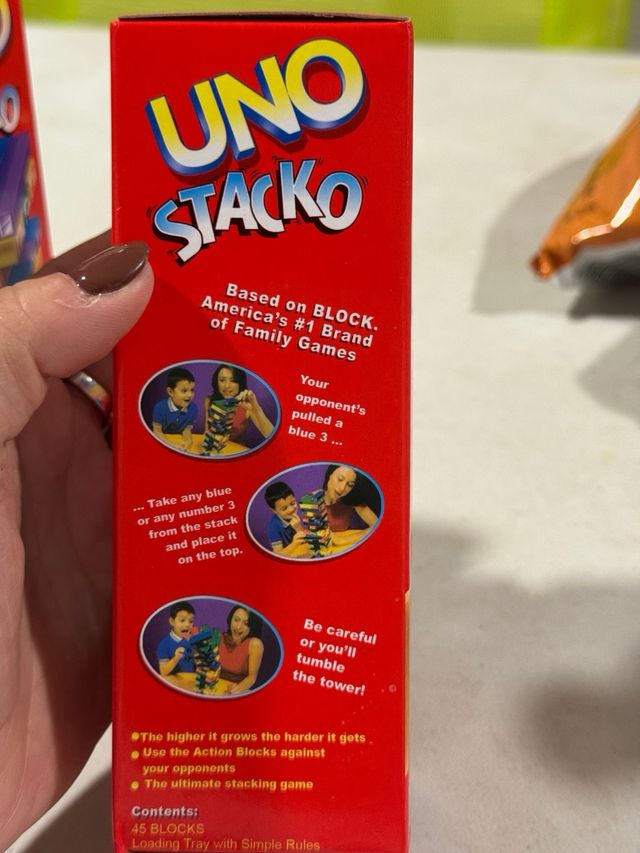 UNO
STACKO
Based on BLOCK.
America's #1 Brand
of Family Games
Your
opponent's
pulled a
blue 3 ...
... Take any blue
or any number 3
from the stack
and place it
on the top.
Be careful
or you'll
tumble
the tower!
•The higher it grows the harder it gets
• Use the Action Blocks against
your opponents
• The ultimate stacking game
Contents:
45 BLOCKS
Loading Tray with Simple Rules